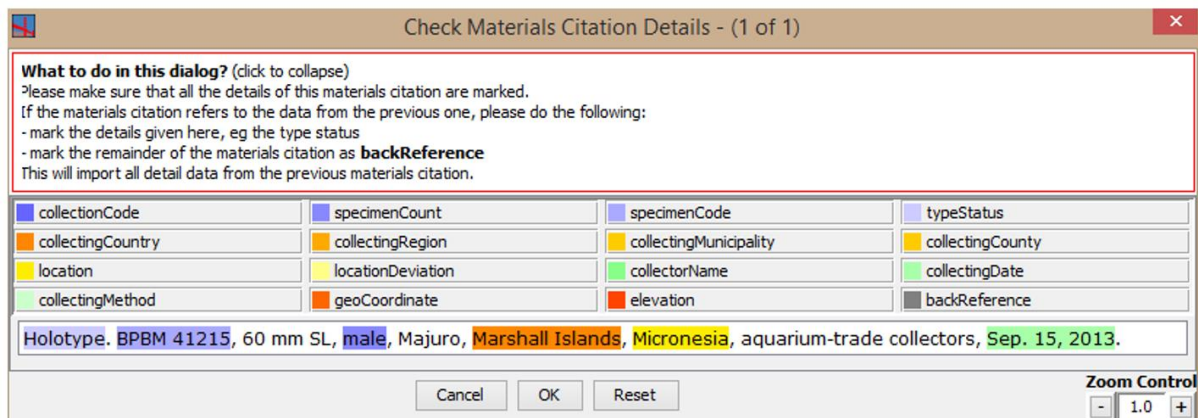 Check Materials Citation Details - (1 of 1)
What to do in this dialog? (click to collapse)
Please make sure that all the details of this materials citation are marked.
If the materials citation refers to the data from the previous one, please do the following:
- mark the details given here, eg the type status
- mark the remainder of the materials citation as backReference
This will import all detail data from the previous materials citation.
collectionCode specimenCount specimenCode typeStatus
collectingCountry collectingRegion collectingMunicipality collectingCounty
location locationDeviation collectorName collectingDate
collectingMethod geoCoordinate elevation backReference
Holotype. BPBM 41215, 60 mm SL, male, Majuro, Marshall Islands, Micronesia, aquarium-trade collectors, Sep. 15, 2013.
Cancel OK Reset
Zoom Control
- 1.0 +